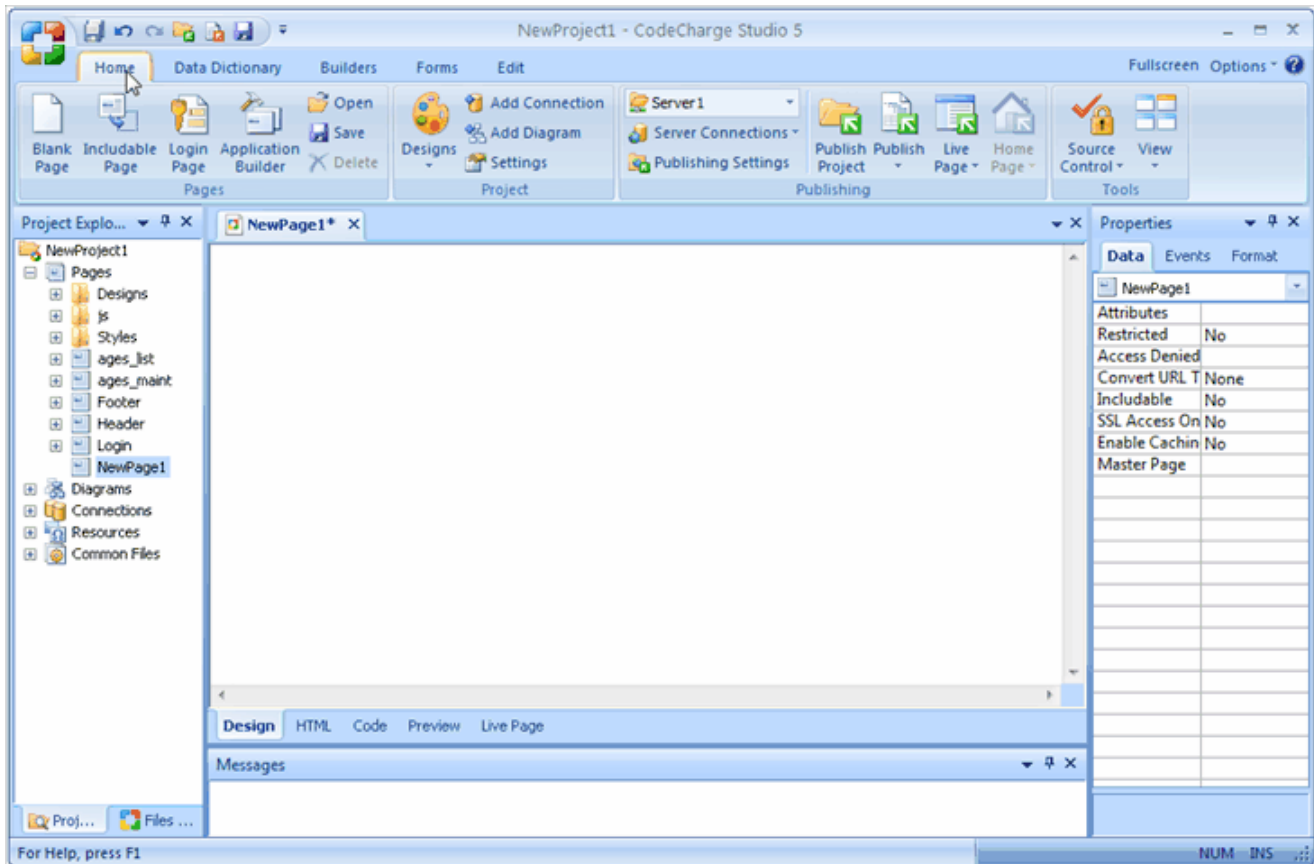 NewProject1 - CodeCharge Studio 5
Home Data Dictionary Builders Forms Edit Fullscreen Options
Blank Page
Includable Page
Login Page
Application Builder
Open
Save
Delete
Pages
Designs
Add Connection
Add Diagram
Settings
Project
Server1
Server Connections
Publishing Settings
Publish Project
Publish
Live Page
Home Page
Publishing
Source Control
View
Tools
Project Explo...
NewProject1
Pages
Designs
js
Styles
ages_list
ages_maint
Footer
Header
Login
NewPage1
Diagrams
Connections
Resources
Common Files
Proj... Files ...
NewPage1*
Design HTML Code Preview Live Page
Messages
Properties
Data Events Format
NewPage1
Attributes
Restricted No
Access Denied
Convert URL T None
Includable No
SSL Access On No
Enable Cachin No
Master Page
For Help, press F1 NUM INS